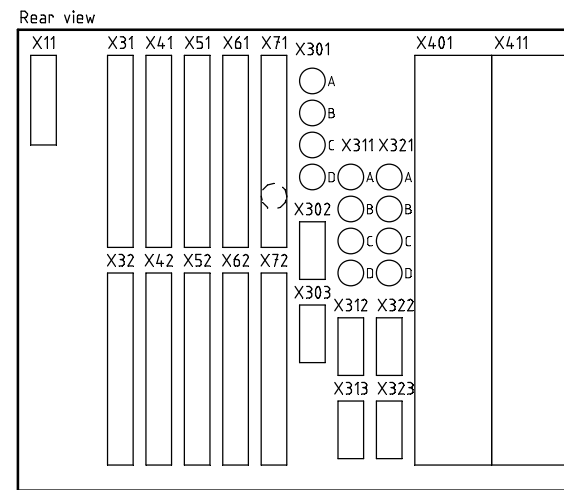 Rear view
X11 X31 X41 X51 X61 X71 X301 X401 X411
A
B
C X311 X321
D A A
X302 B B
C C
X32 X42 X52 X62 X72 D D
X303 X312 X322
X313 X323